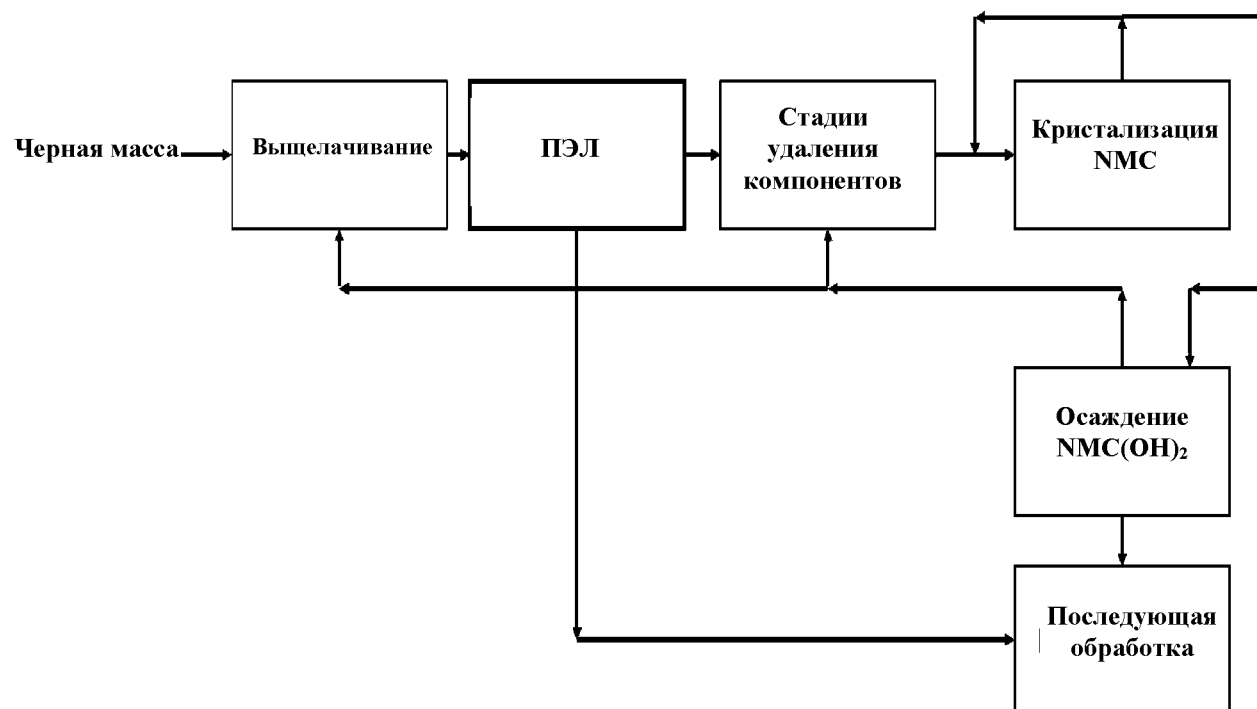 Черная масса
Выщелачивание
ПЭЛ
Стадии
удаления
компонентов
Кристализация
NMC
Осаждение
NMC(OH)₂
Последующая
обработка